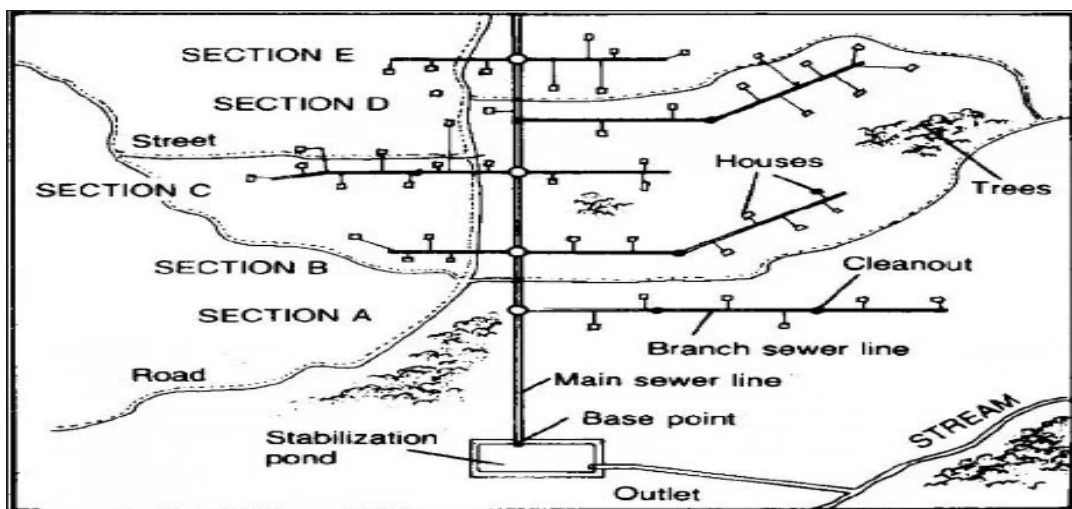 SECTION E
SECTION D
Street
Houses
SECTION C
Trees
SECTION B
Cleanout
SECTION A
Branch sewer line
Road
Main sewer line
Base point
Stabilization
pond
STREAM
Outlet